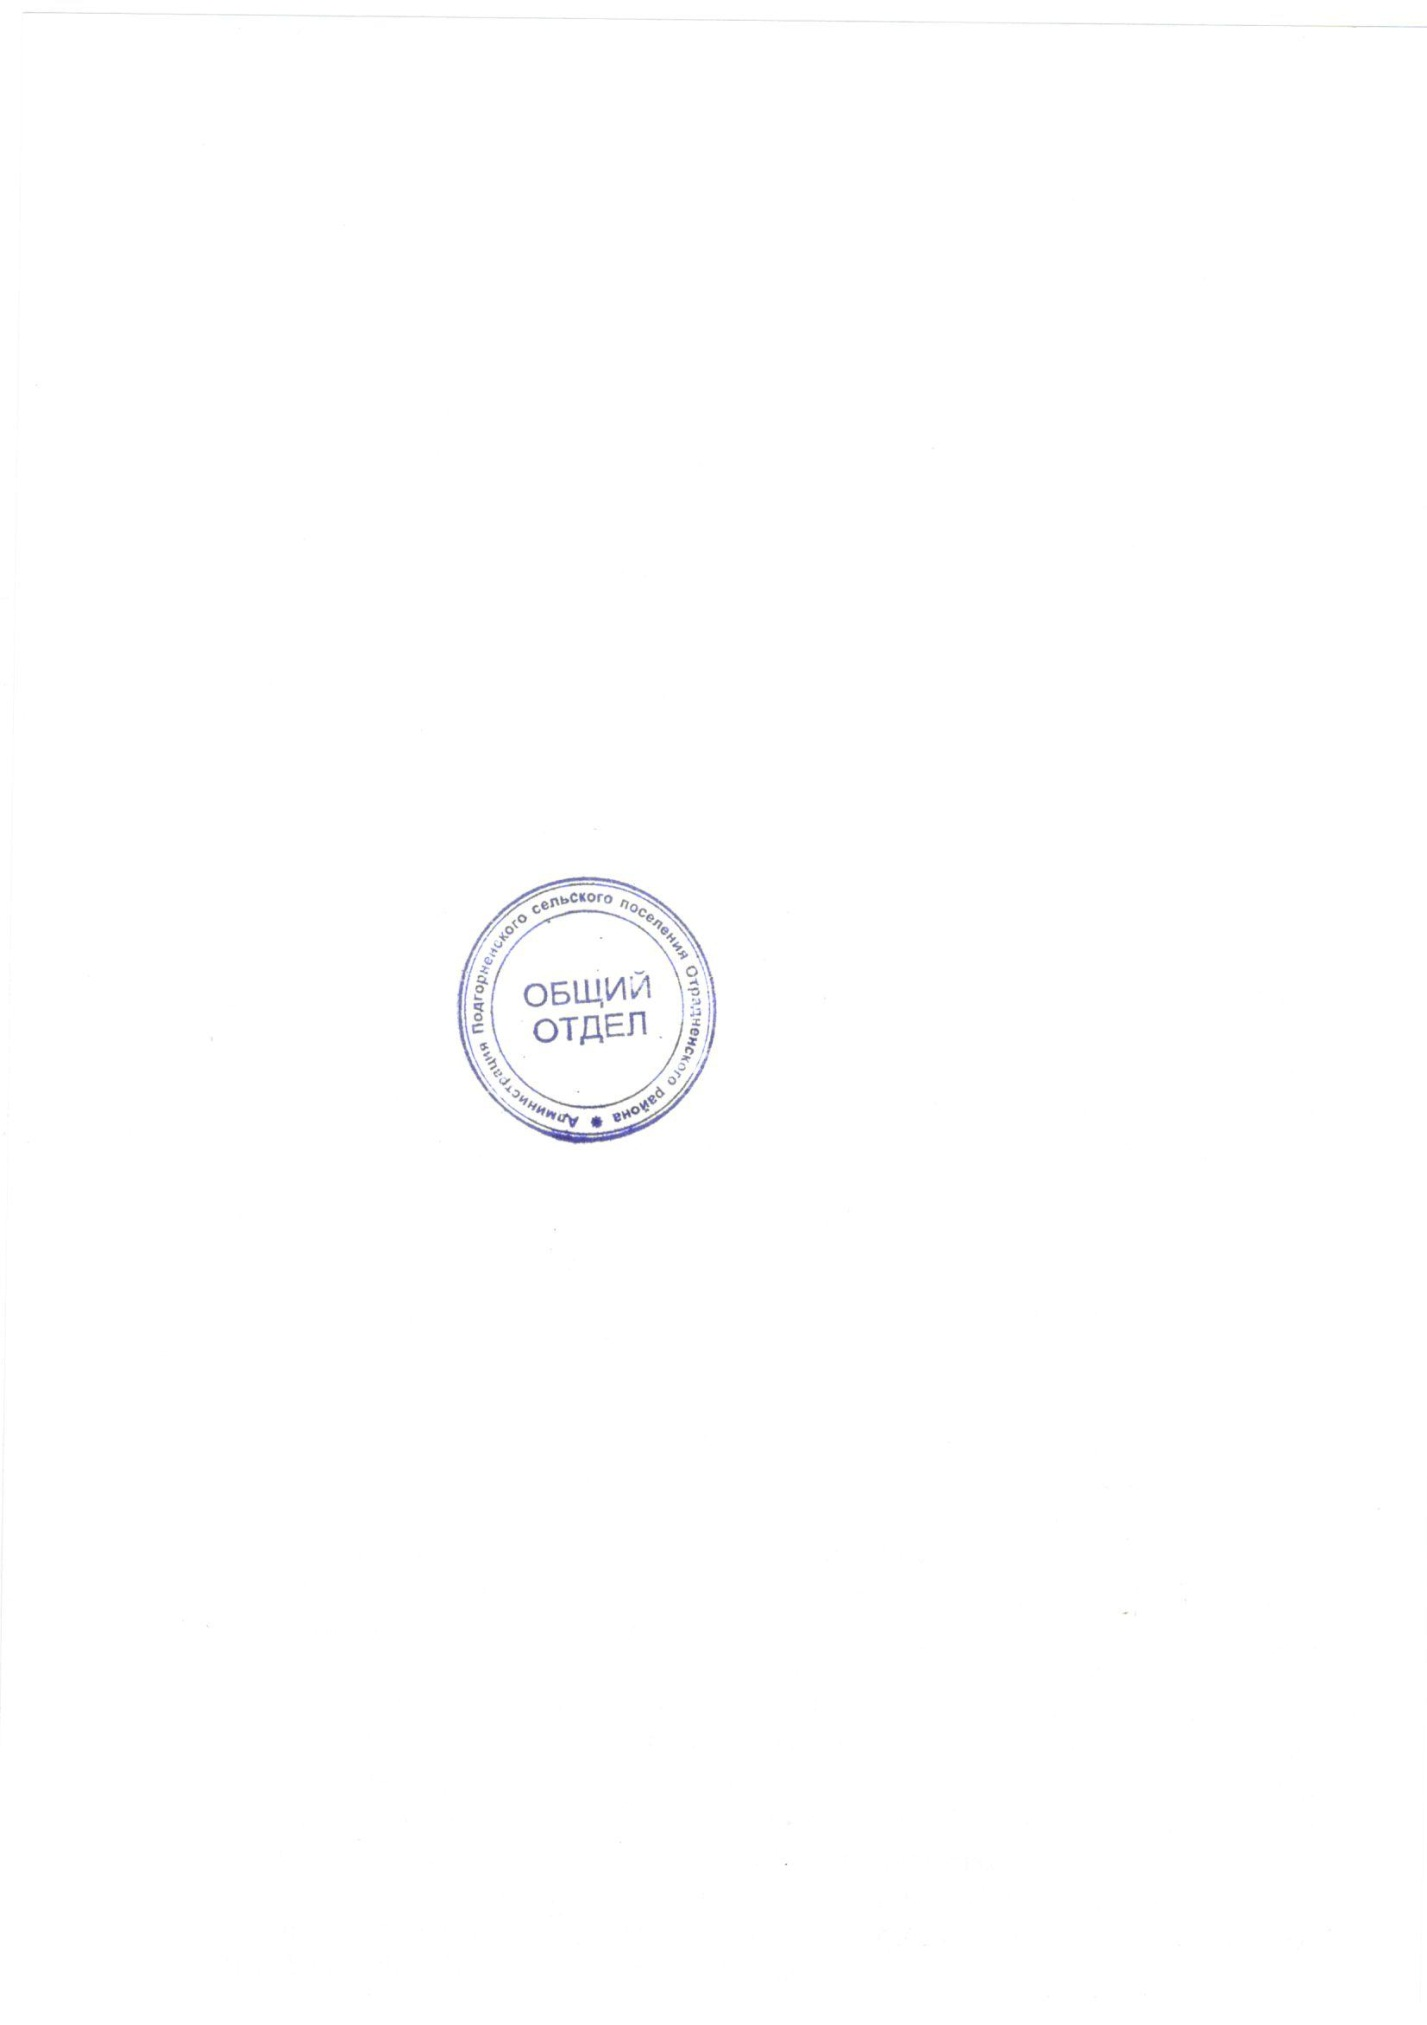 Администрация Подгорненского сельского поселения Отрадненского района
ОБЩИЙ
ОТДЕЛ